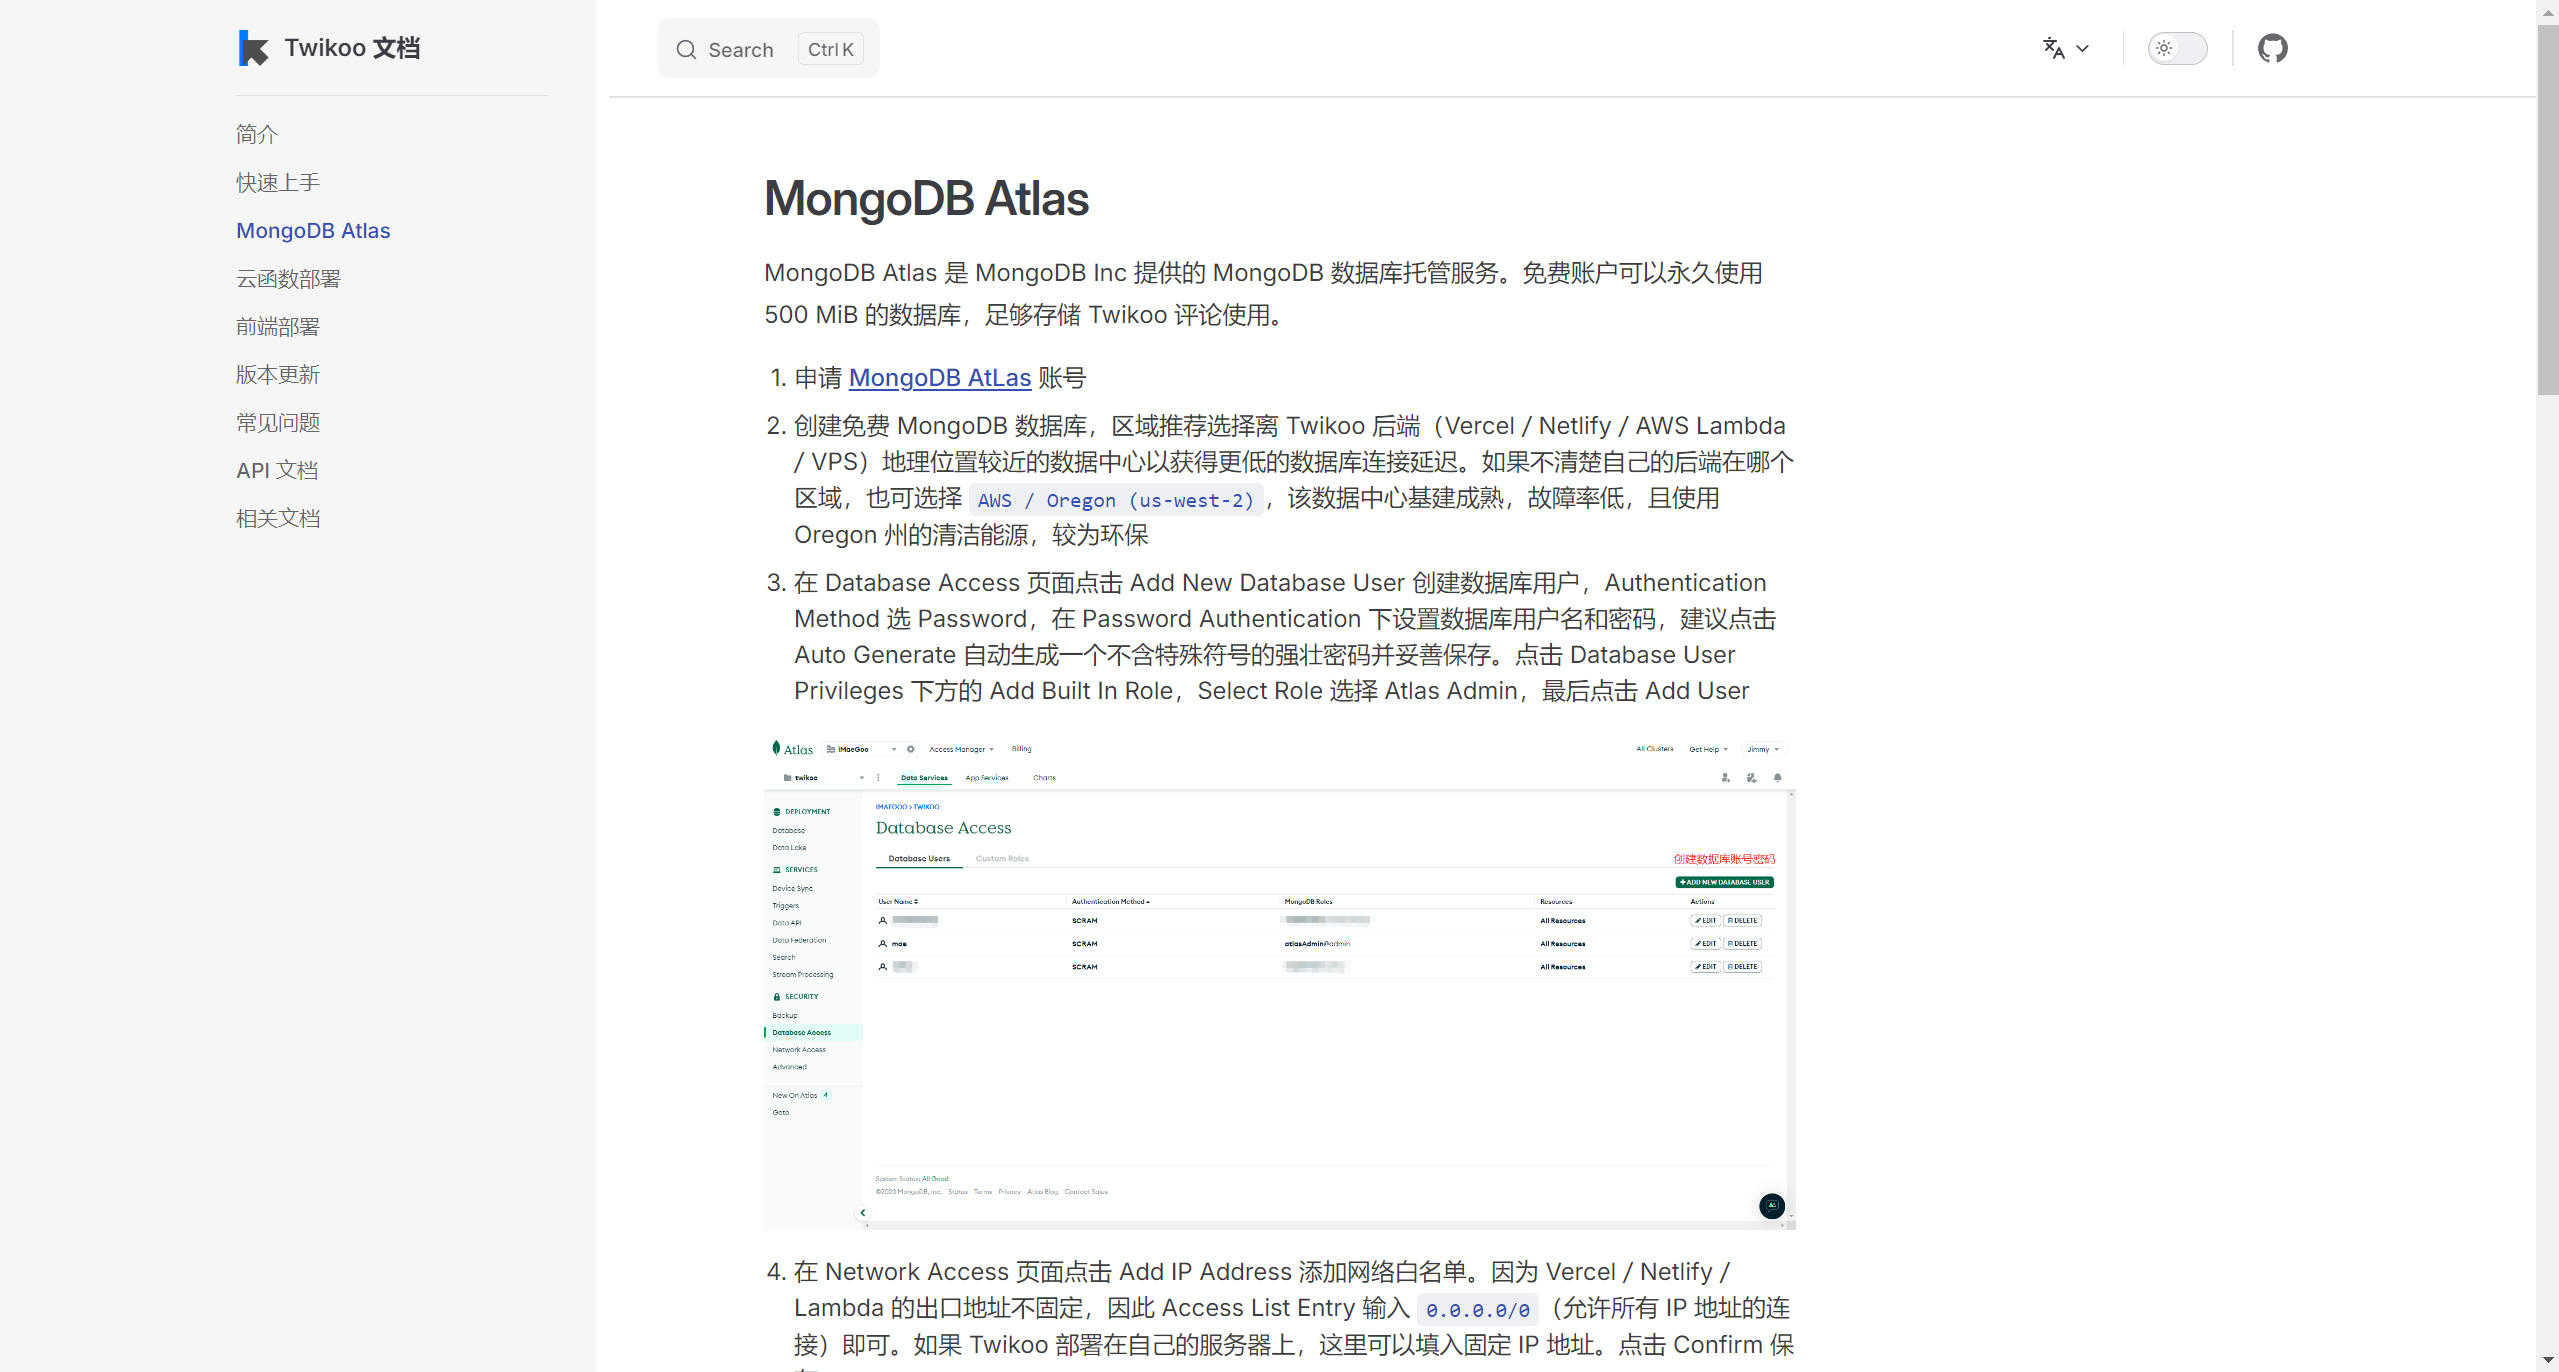 Twikoo 文档
Search
Ctrl K
简介
快速上手
MongoDB Atlas
云函数部署
前端部署
版本更新
常见问题
API 文档
相关文档
MongoDB Atlas
MongoDB Atlas 是 MongoDB Inc 提供的 MongoDB 数据库托管服务。免费账户可以永久使用
500 MiB 的数据库，足够存储 Twikoo 评论使用。
1. 申请 MongoDB AtLas 账号
2. 创建免费 MongoDB 数据库，区域推荐选择离 Twikoo 后端（Vercel / Netlify / AWS Lambda
/ VPS）地理位置较近的数据中心以获得更低的数据库连接延迟。如果不清楚自己的后端在哪个
区域，也可选择 AWS / Oregon (us-west-2)，该数据中心基建成熟，故障率低，且使用
Oregon 州的清洁能源，较为环保
3. 在 Database Access 页面点击 Add New Database User 创建数据库用户，Authentication
Method 选 Password，在 Password Authentication 下设置数据库用户名和密码，建议点击
Auto Generate 自动生成一个不含特殊符号的强壮密码并妥善保存。点击 Database User
Privileges 下方的 Add Built In Role，Select Role 选择 Atlas Admin，最后点击 Add User
Atlas iMaeGoo Access Manager Billing All Clusters Get Help Jimmy
twikoo Data Services App Services Charts
DEPLOYMENT
Database
Data Lake
SERVICES
Device Sync
Triggers
Data API
Data Federation
Search
Stream Processing
SECURITY
Backup
Database Access
Network Access
Advanced
New On Atlas 4
Goto
IMAEGOO > TWIKOO
Database Access
Database Users Custom Roles
创建数据库账号密码
+ ADD NEW DATABASE USER
User Name Authentication Method MongoDB Roles Resources Actions
SCRAM All Resources EDIT DELETE
mae SCRAM atlasAdmin@admin All Resources EDIT DELETE
SCRAM All Resources EDIT DELETE
System Status: All Good
©2023 MongoDB, Inc. Status Terms Privacy Atlas Blog Contact Sales
4. 在 Network Access 页面点击 Add IP Address 添加网络白名单。因为 Vercel / Netlify /
Lambda 的出口地址不固定，因此 Access List Entry 输入 0.0.0.0/0（允许所有 IP 地址的连
接）即可。如果 Twikoo 部署在自己的服务器上，这里可以填入固定 IP 地址。点击 Confirm 保